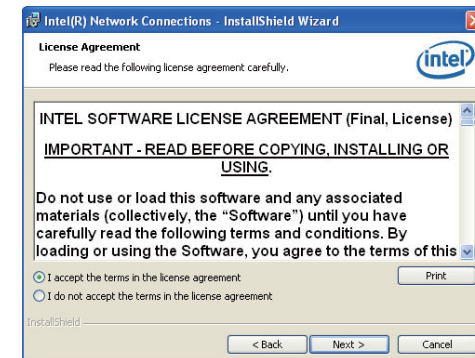 Intel(R) Network Connections - InstallShield Wizard
License Agreement
Please read the following license agreement carefully.
intel
INTEL SOFTWARE LICENSE AGREEMENT (Final, License)
IMPORTANT - READ BEFORE COPYING, INSTALLING OR
USING.
Do not use or load this software and any associated
materials (collectively, the “Software”) until you have
carefully read the following terms and conditions. By
loading or using the Software, you agree to the terms of this
I accept the terms in the license agreement
Print
I do not accept the terms in the license agreement
InstallShield
< Back Next > Cancel